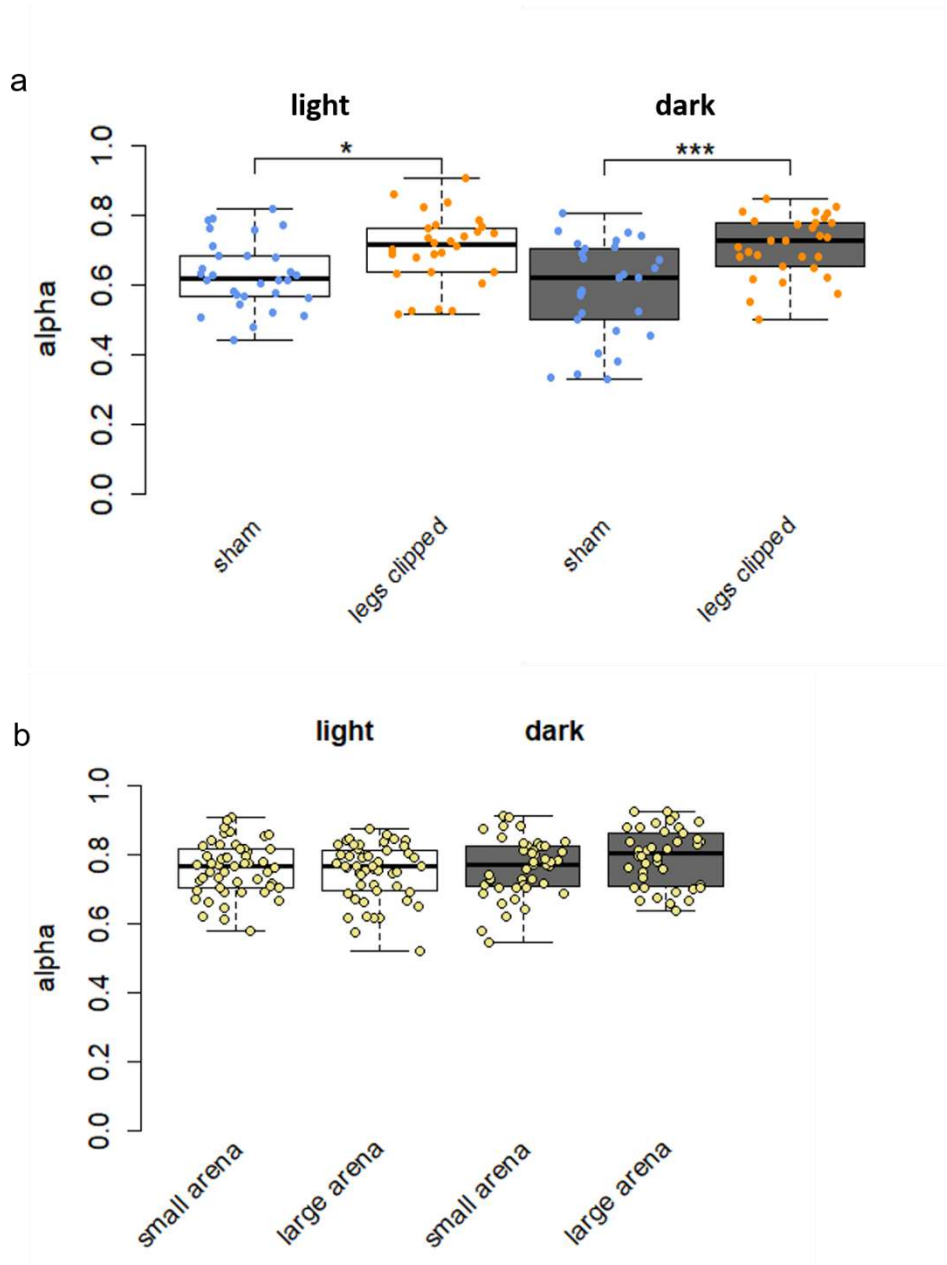 a
light dark
* ***
1.0
0.8
0.6
0.4
0.2
0.0
alpha
sham legs clipped sham legs clipped
b
light dark
1.0
0.8
0.6
0.4
0.2
0.0
alpha
small arena large arena small arena large arena